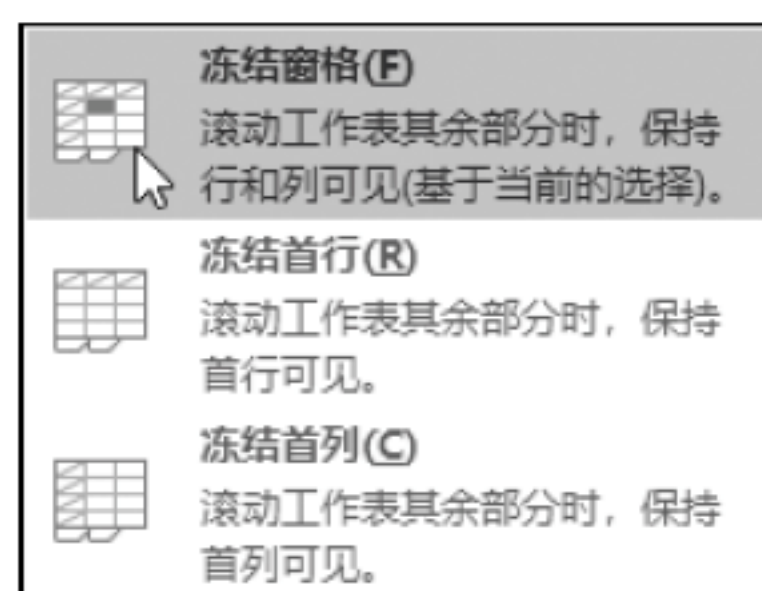 冻结窗格(F)
滚动工作表其余部分时，保持
行和列可见(基于当前的选择)。
冻结首行(R)
滚动工作表其余部分时，保持
首行可见。
冻结首列(C)
滚动工作表其余部分时，保持
首列可见。